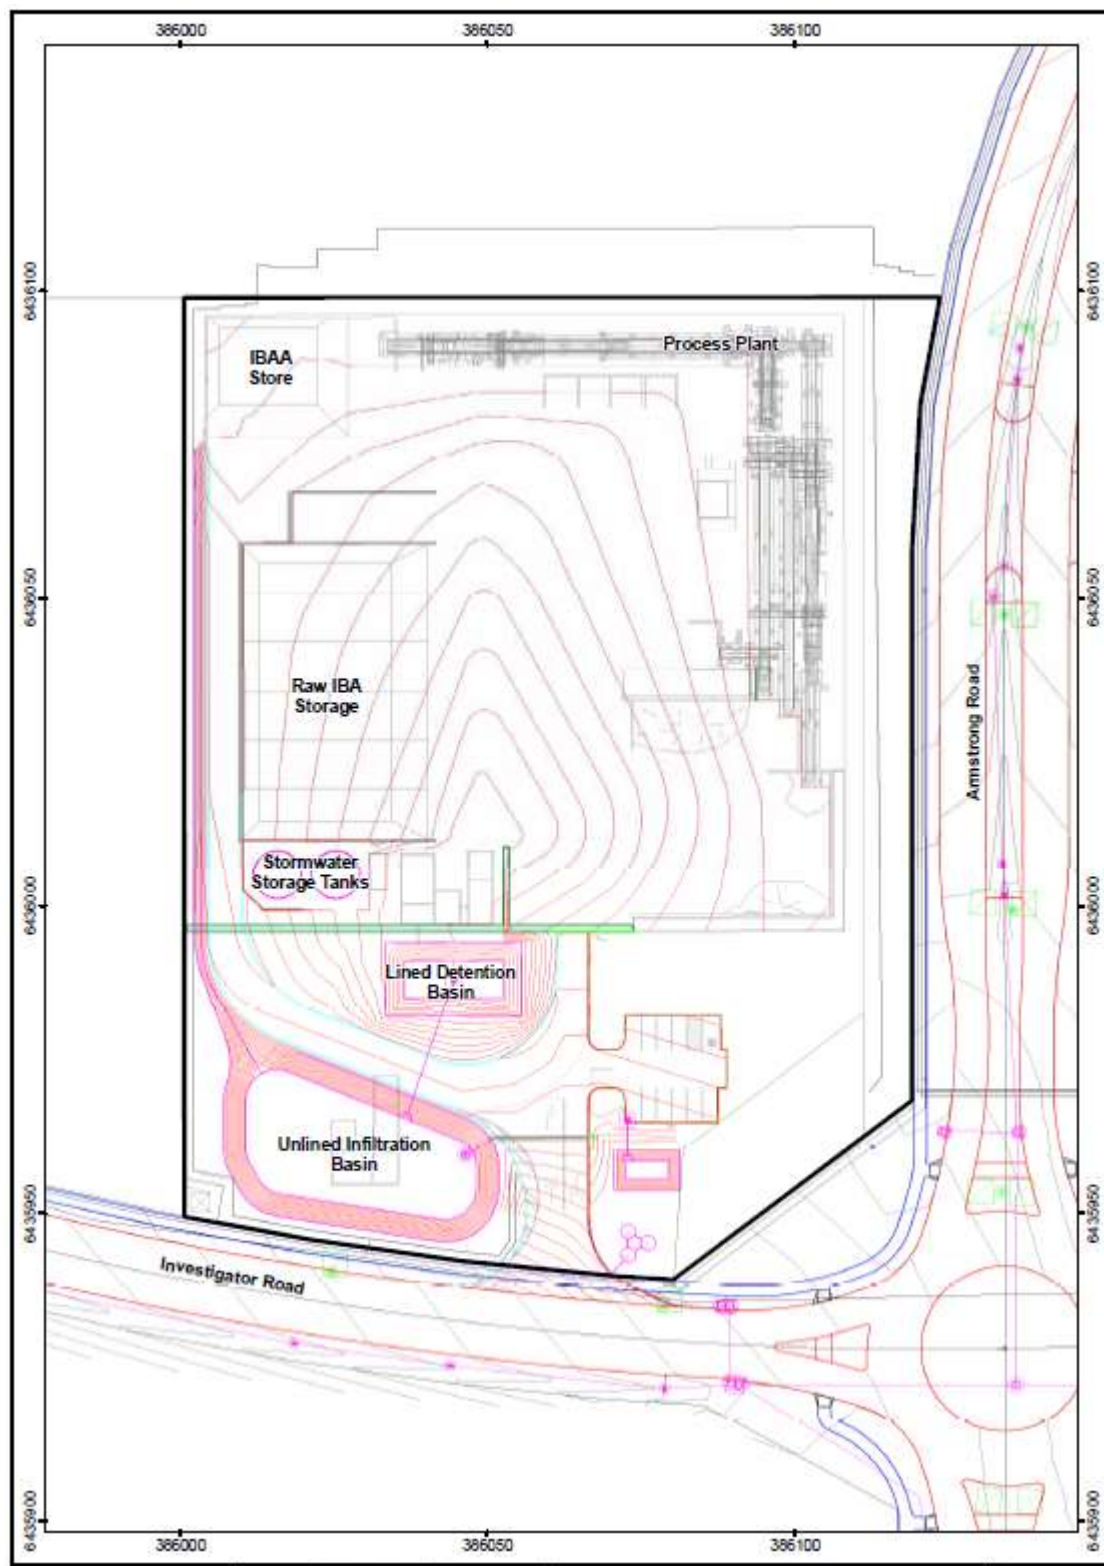 386000
386050
386100
6436100
6436100
Process Plant
IBAA
Store
6436050
6436050
Raw IBA
Storage
Armstrong Road
Stormwater
Storage Tanks
6436000
6436000
Lined Detention
Basin
Unlined Infiltration
Basin
6435950
6435950
Investigator Road
6435900
6435900
386000
386050
386100